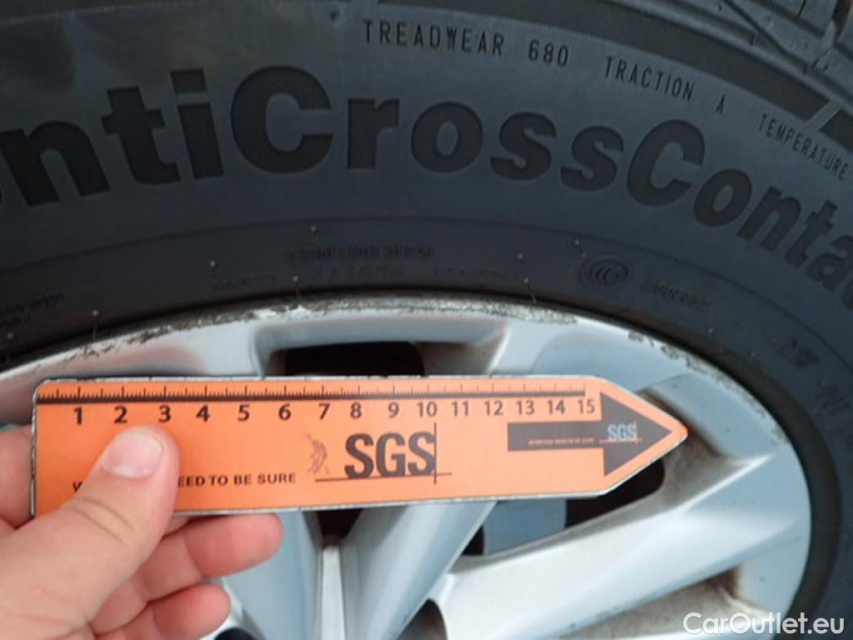 TREADWEAR 680 TRACTION A TEMPERATURE
ntiCrossConta
1 2 3 4 5 6 7 8 9 10 11 12 13 14 15
SGS
SGS
EED TO BE SURE
CarOutlet.eu